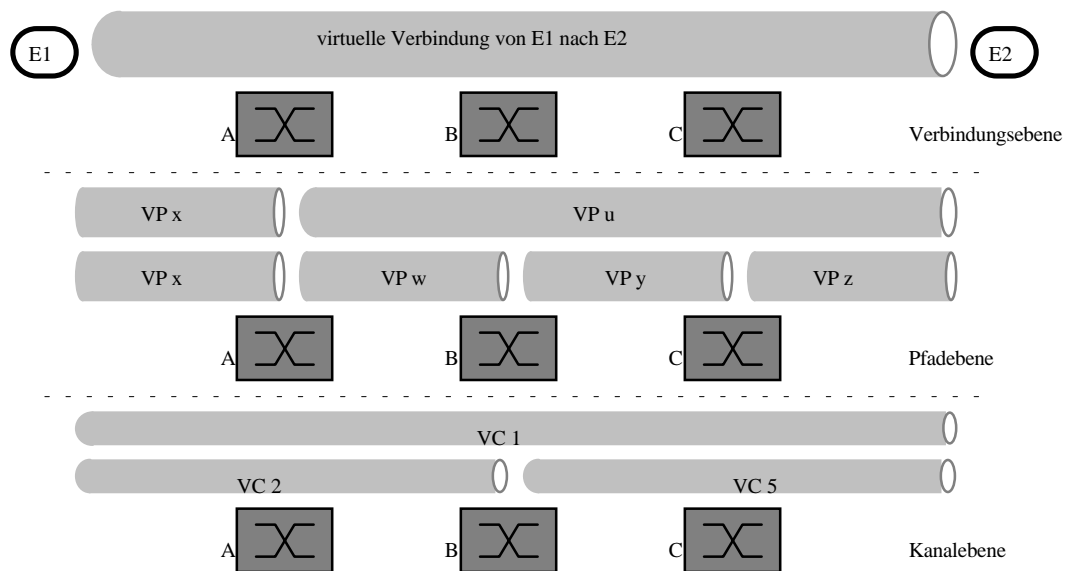 virtuelle Verbindung von E1 nach E2
E1
E2
A
B
C
Verbindungsebene
VP x
VP u
VP x
VP w
VP y
VP z
A
B
C
Pfadebene
VC 1
VC 2
VC 5
A
B
C
Kanalebene